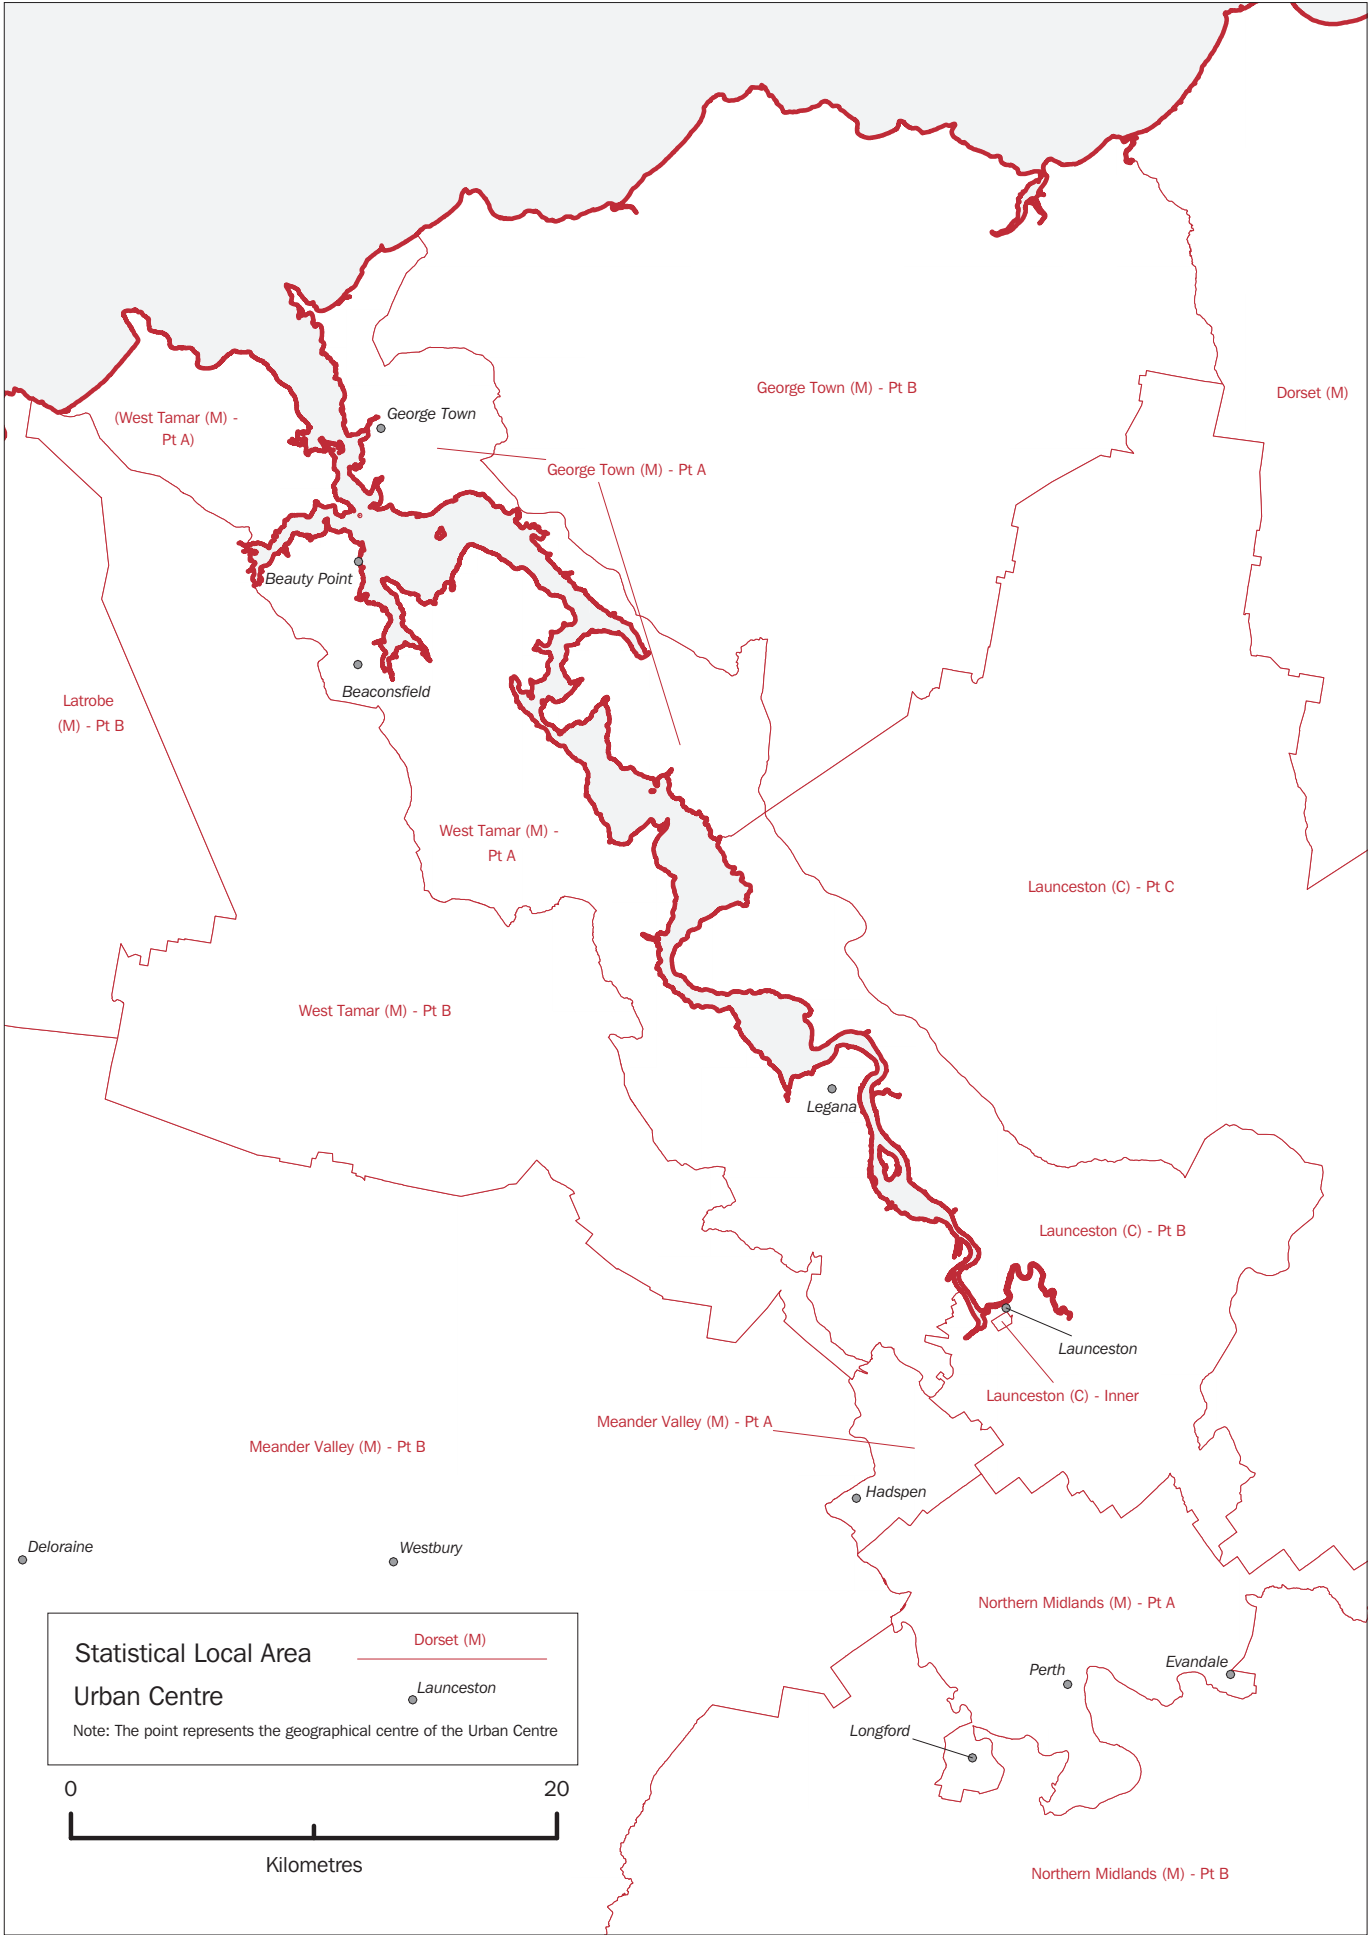 George Town (M) - Pt B
Dorset (M)
(West Tamar (M) -
Pt A)
George Town
George Town (M) - Pt A
Beauty Point
Beaconsfield
Latrobe
(M) - Pt B
West Tamar (M) -
Pt A
Launceston (C) - Pt C
West Tamar (M) - Pt B
Legana
Launceston (C) - Pt B
Launceston
Launceston (C) - Inner
Meander Valley (M) - Pt A
Meander Valley (M) - Pt B
Hadspen
Deloraine
Westbury
Northern Midlands (M) - Pt A
Perth
Evandale
Longford
Northern Midlands (M) - Pt B
Statistical Local Area
Dorset (M)
Urban Centre
Launceston
Note: The point represents the geographical centre of the Urban Centre
0
20
Kilometres